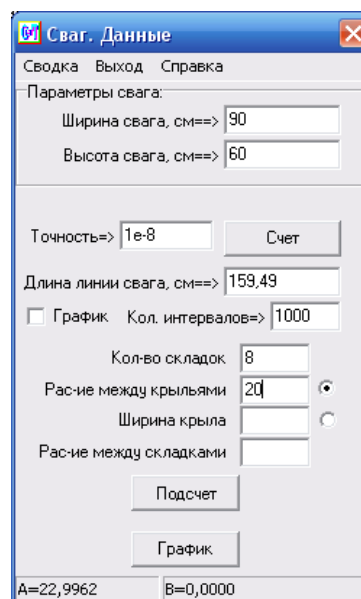 Сваг. Данные
Сводка Выход Справка
Параметры свага:
Ширина свага, см==> 90
Высота свага, см==> 60
Точность=> 1e-8 Счет
Длина линии свага, см==> 159,49
График Кол. интервалов=> 1000
Кол-во складок 8
Рас-ие между крыльями 20
Ширина крыла
Рас-ие между складками
Подсчет
График
A=22,9962 B=0,0000